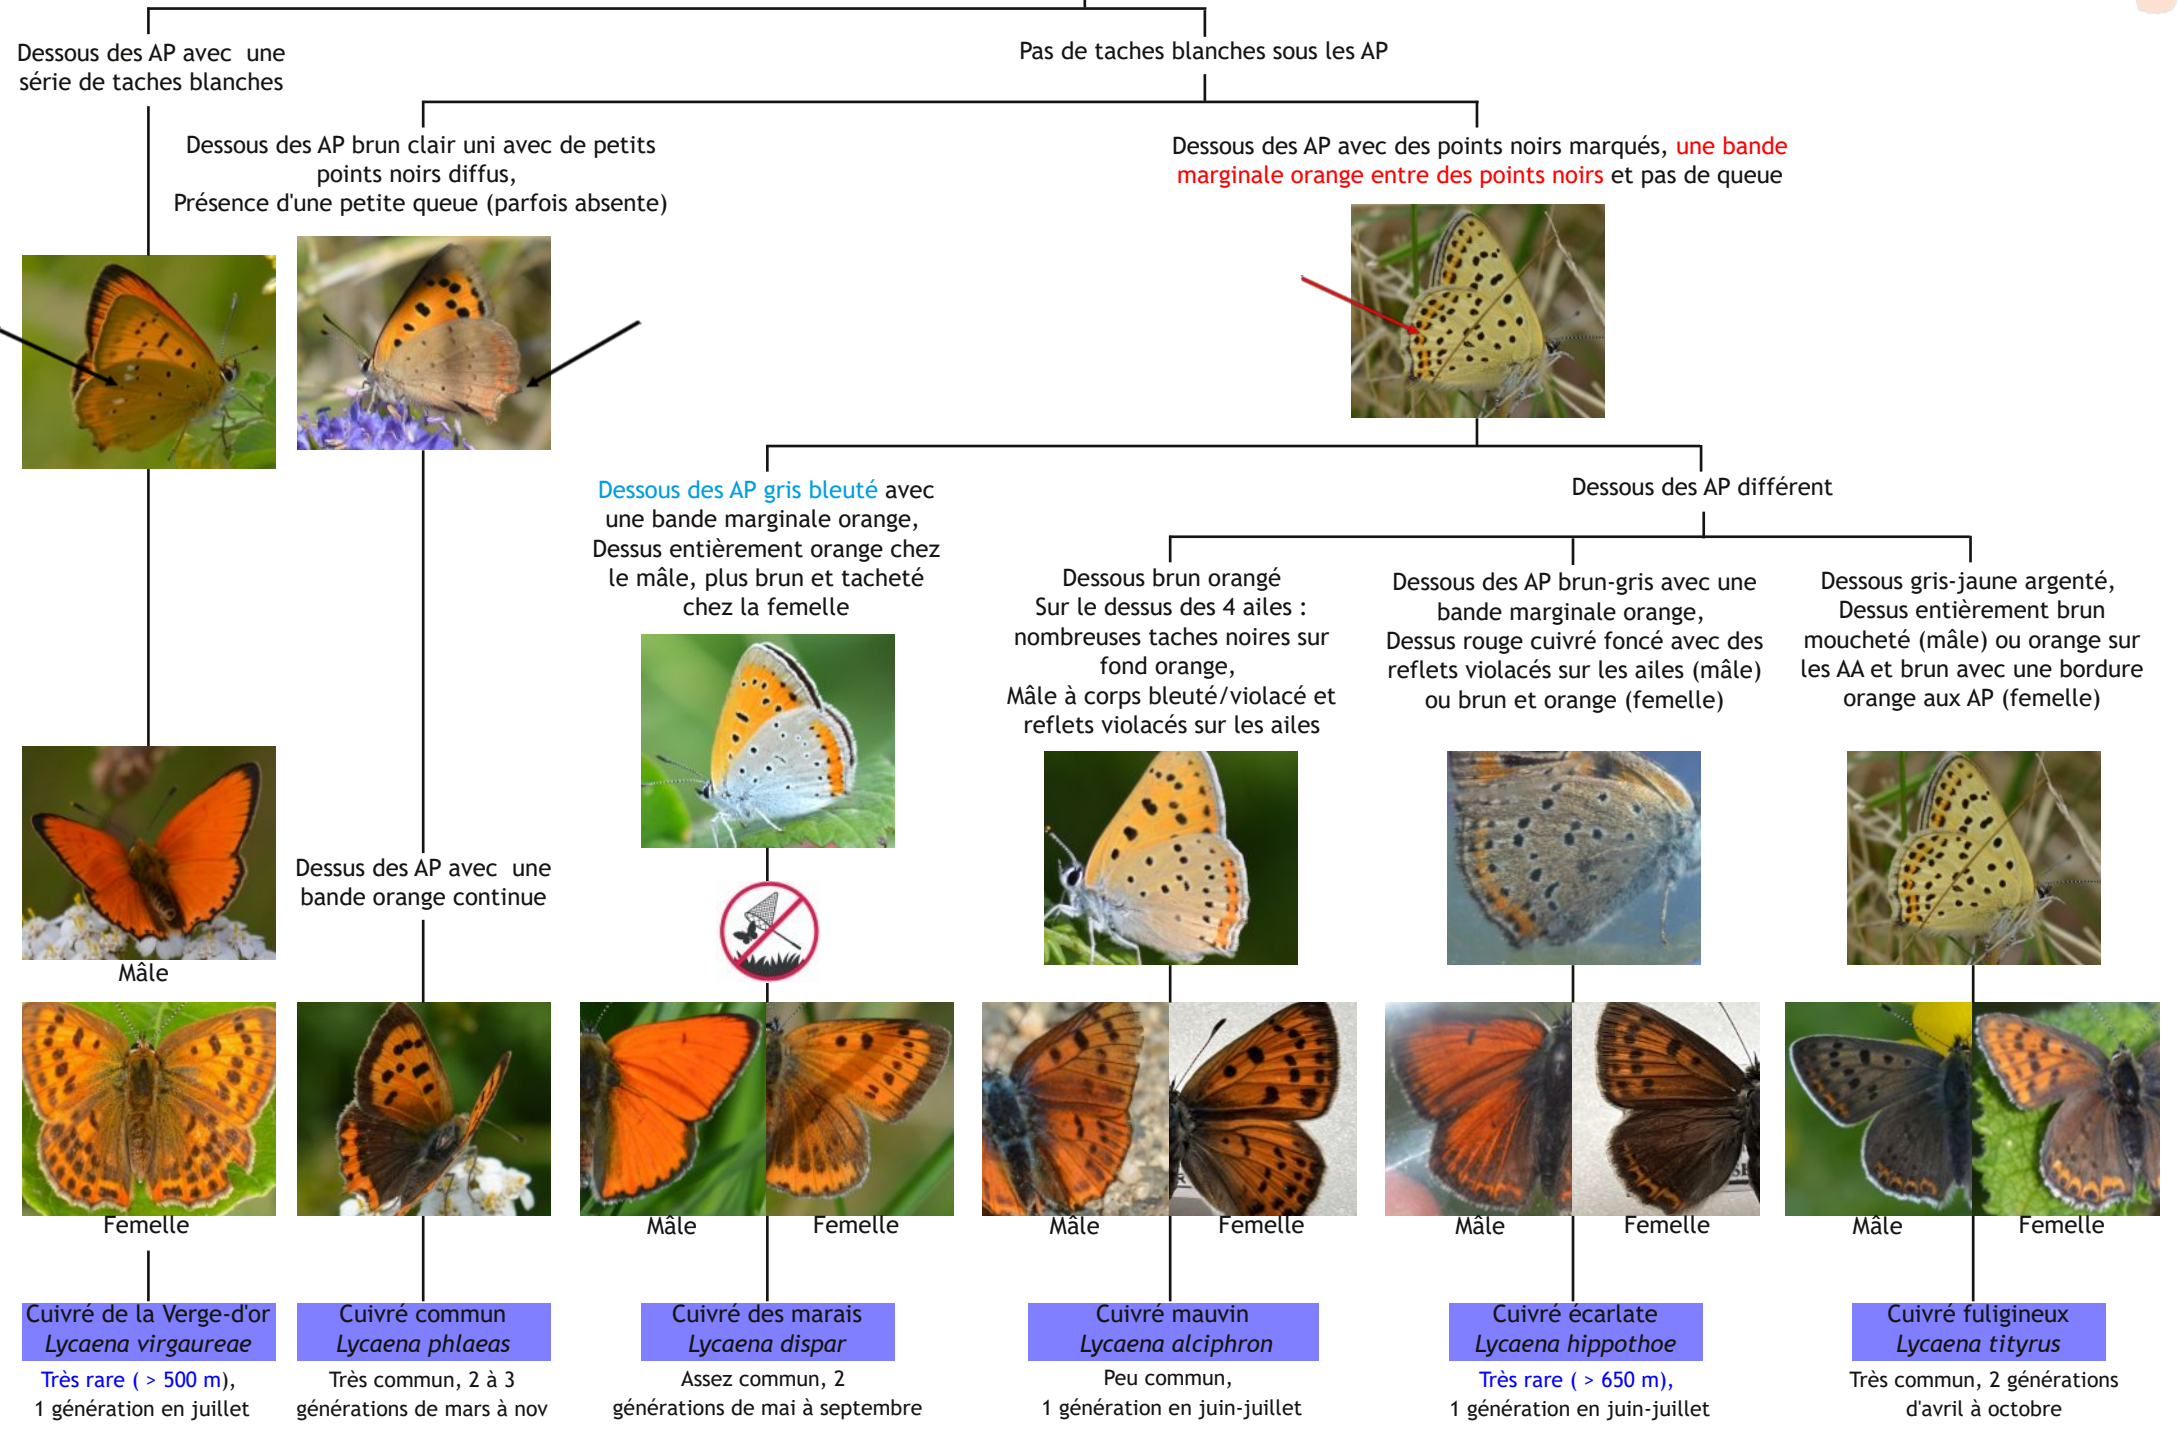 Dessous des AP avec une
série de taches blanches
Pas de taches blanches sous les AP
Dessous des AP brun clair uni avec de petits
points noirs diffus,
Présence d'une petite queue (parfois absente)
Dessous des AP avec des points noirs marqués, une bande
marginale orange entre des points noirs et pas de queue
Dessous des AP gris bleuté avec
une bande marginale orange,
Dessus entièrement orange chez
le mâle, plus brun et tacheté
chez la femelle
Dessous des AP différent
Dessous brun orangé
Sur le dessus des 4 ailes :
nombreuses taches noires sur
fond orange,
Mâle à corps bleuté/violacé et
reflets violacés sur les ailes
Dessous des AP brun-gris avec une
bande marginale orange,
Dessus rouge cuivré foncé avec des
reflets violacés sur les ailes (mâle)
ou brun et orange (femelle)
Dessous gris-jaune argenté,
Dessus entièrement brun
moucheté (mâle) ou orange sur
les AA et brun avec une bordure
orange aux AP (femelle)
Dessus des AP avec une
bande orange continue
Mâle
Femelle
Mâle
Femelle
Mâle
Femelle
Mâle
Femelle
Mâle
Femelle
Cuivré de la Verge-d'or
Lycaena virgaureae
Très rare ( > 500 m),
1 génération en juillet
Cuivré commun
Lycaena phlaeas
Très commun, 2 à 3
générations de mars à nov
Cuivré des marais
Lycaena dispar
Assez commun, 2
générations de mai à septembre
Cuivré mauvin
Lycaena alciphron
Peu commun,
1 génération en juin-juillet
Cuivré écarlate
Lycaena hippothoe
Très rare ( > 650 m),
1 génération en juin-juillet
Cuivré fuligineux
Lycaena tityrus
Très commun, 2 générations
d'avril à octobre